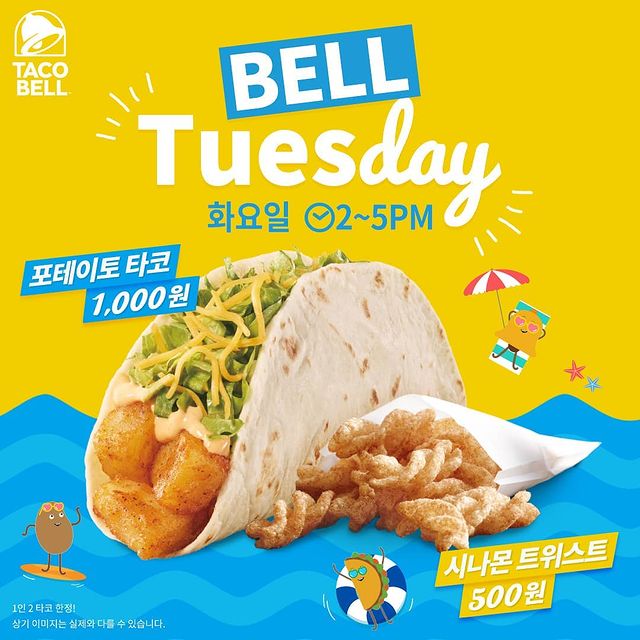 TACO
BELL
BELL
Tuesday
화요일 2~5PM
포테이토 타코
1,000원
시나몬 트위스트
500원
1인 2 타코 한정!
상기 이미지는 실제와 다를 수 있습니다.